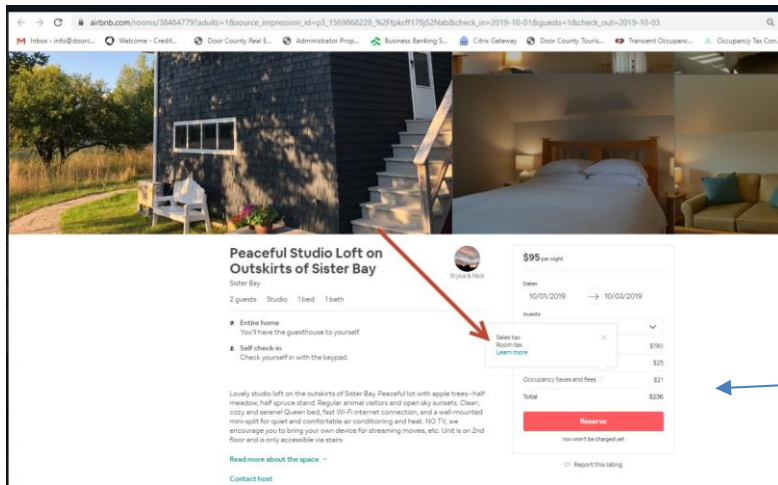 airbnb.com/rooms/38484779?adults=1&source_impression_id=p3_1569868228_%2Flpkcff178j52Nab&check_in=2019-10-01&guests=1&check_out=2019-10-03
Inbox - info@doorc... Welcome - Credit... Door County Real E... Administrator Prop... Business Banking S... Citrix Gateway Door County Touris... Transient Occupanc... Occupancy Tax Con
Peaceful Studio Loft on
Outskirts of Sister Bay
Sister Bay
Eryka & Nick
2 guests Studio 1 bed 1 bath
Entire home
You'll have the guesthouse to yourself.
Self check-in
Check yourself in with the keypad.
Lovely studio loft on the outskirts of Sister Bay. Peaceful lot with apple trees--half
meadow, half spruce stand. Regular animal visitors and open sky sunsets. Clean,
cozy and serene! Queen bed, fast Wi-Fi internet connection, and a wall-mounted
mini-split for quiet and comfortable air conditioning and heat. NO TV, we
encourage you to bring your own device for streaming movies, etc. Unit is on 2nd
floor and is only accessible via stairs.
Read more about the space
Contact host
$95 per night
Dates
10/01/2019 → 10/03/2019
Guests
Sales tax
Room tax
Learn more
$190
$25
Occupancy taxes and fees $21
Total $236
Reserve
You won't be charged yet
Report this listing